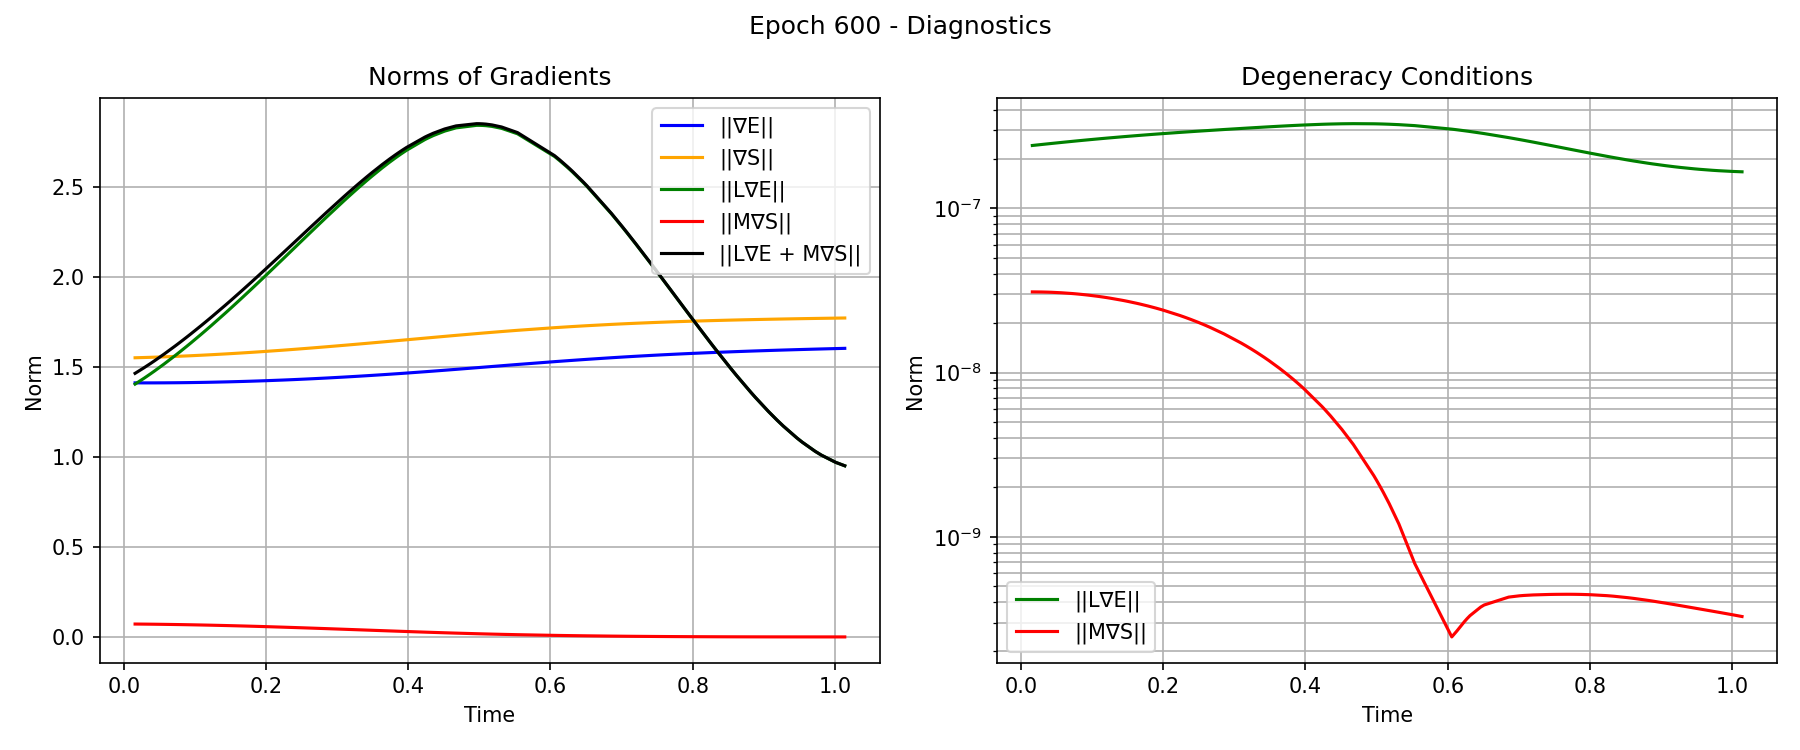 Epoch 600 - Diagnostics
Norms of Gradients
Norm
2.5
2.0
1.5
1.0
0.5
0.0
||∇E||
||∇S||
||L∇E||
||M∇S||
||L∇E + M∇S||
0.0 0.2 0.4 0.6 0.8 1.0
Time
Degeneracy Conditions
Norm
10⁻⁷
10⁻⁸
10⁻⁹
||L∇E||
||M∇S||
0.0 0.2 0.4 0.6 0.8 1.0
Time